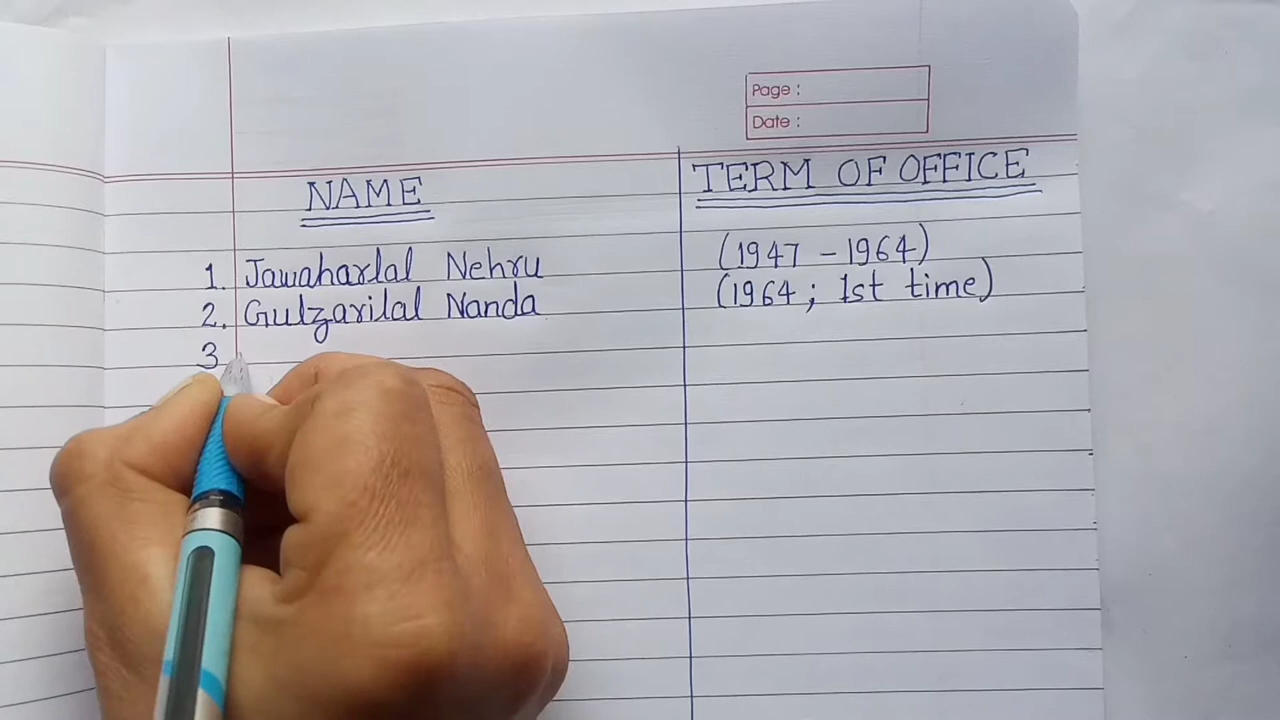 Page :
Date :
NAME TERM OF OFFICE
1. Jawaharlal Nehru (1947 - 1964)
2. Gulzarilal Nanda (1964 ; 1st time)
3